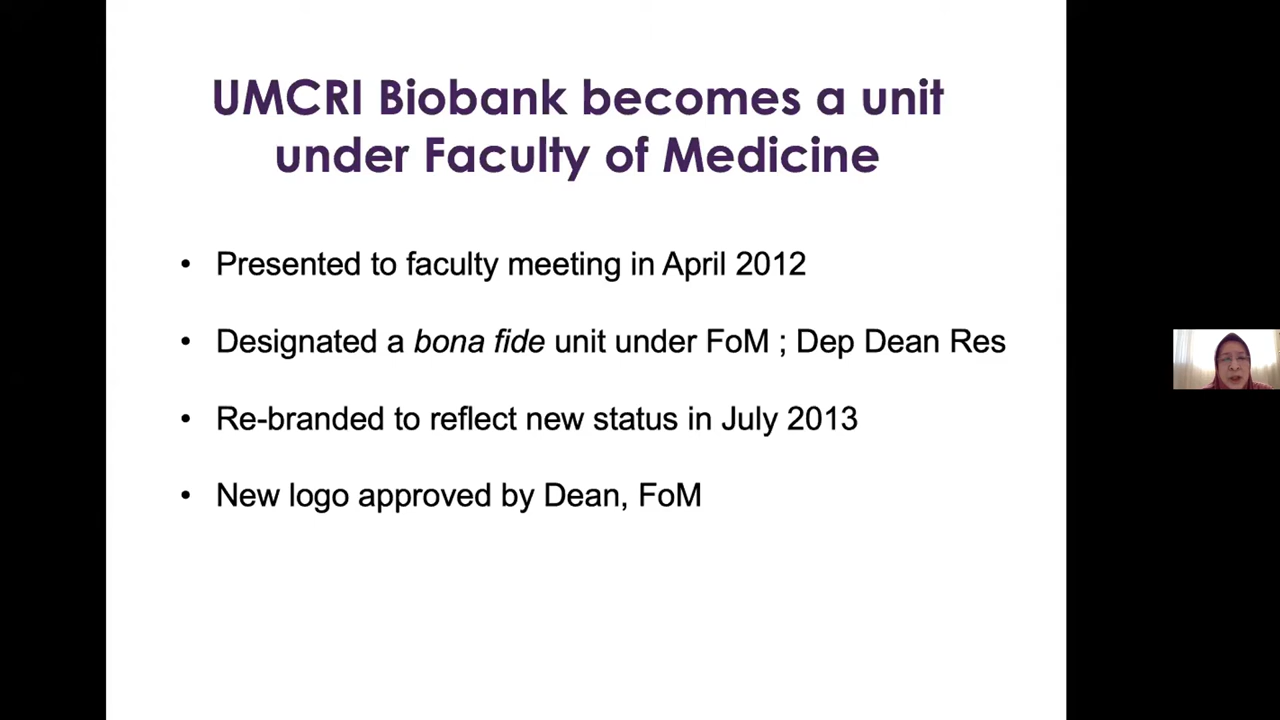 UMCRI Biobank becomes a unit
under Faculty of Medicine
• Presented to faculty meeting in April 2012
• Designated a bona fide unit under FoM ; Dep Dean Res
• Re-branded to reflect new status in July 2013
• New logo approved by Dean, FoM